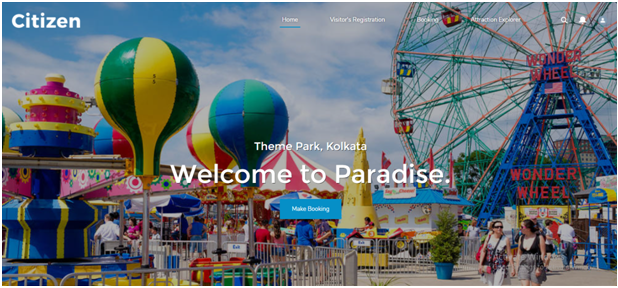 Citizen
Home
Visitor's Registration
Booking
Attraction Explorer
WONDER
WHEEL
Theme Park, Kolkata
Welcome to Paradise.
WONDER
WHEEL
Make Booking
Exit